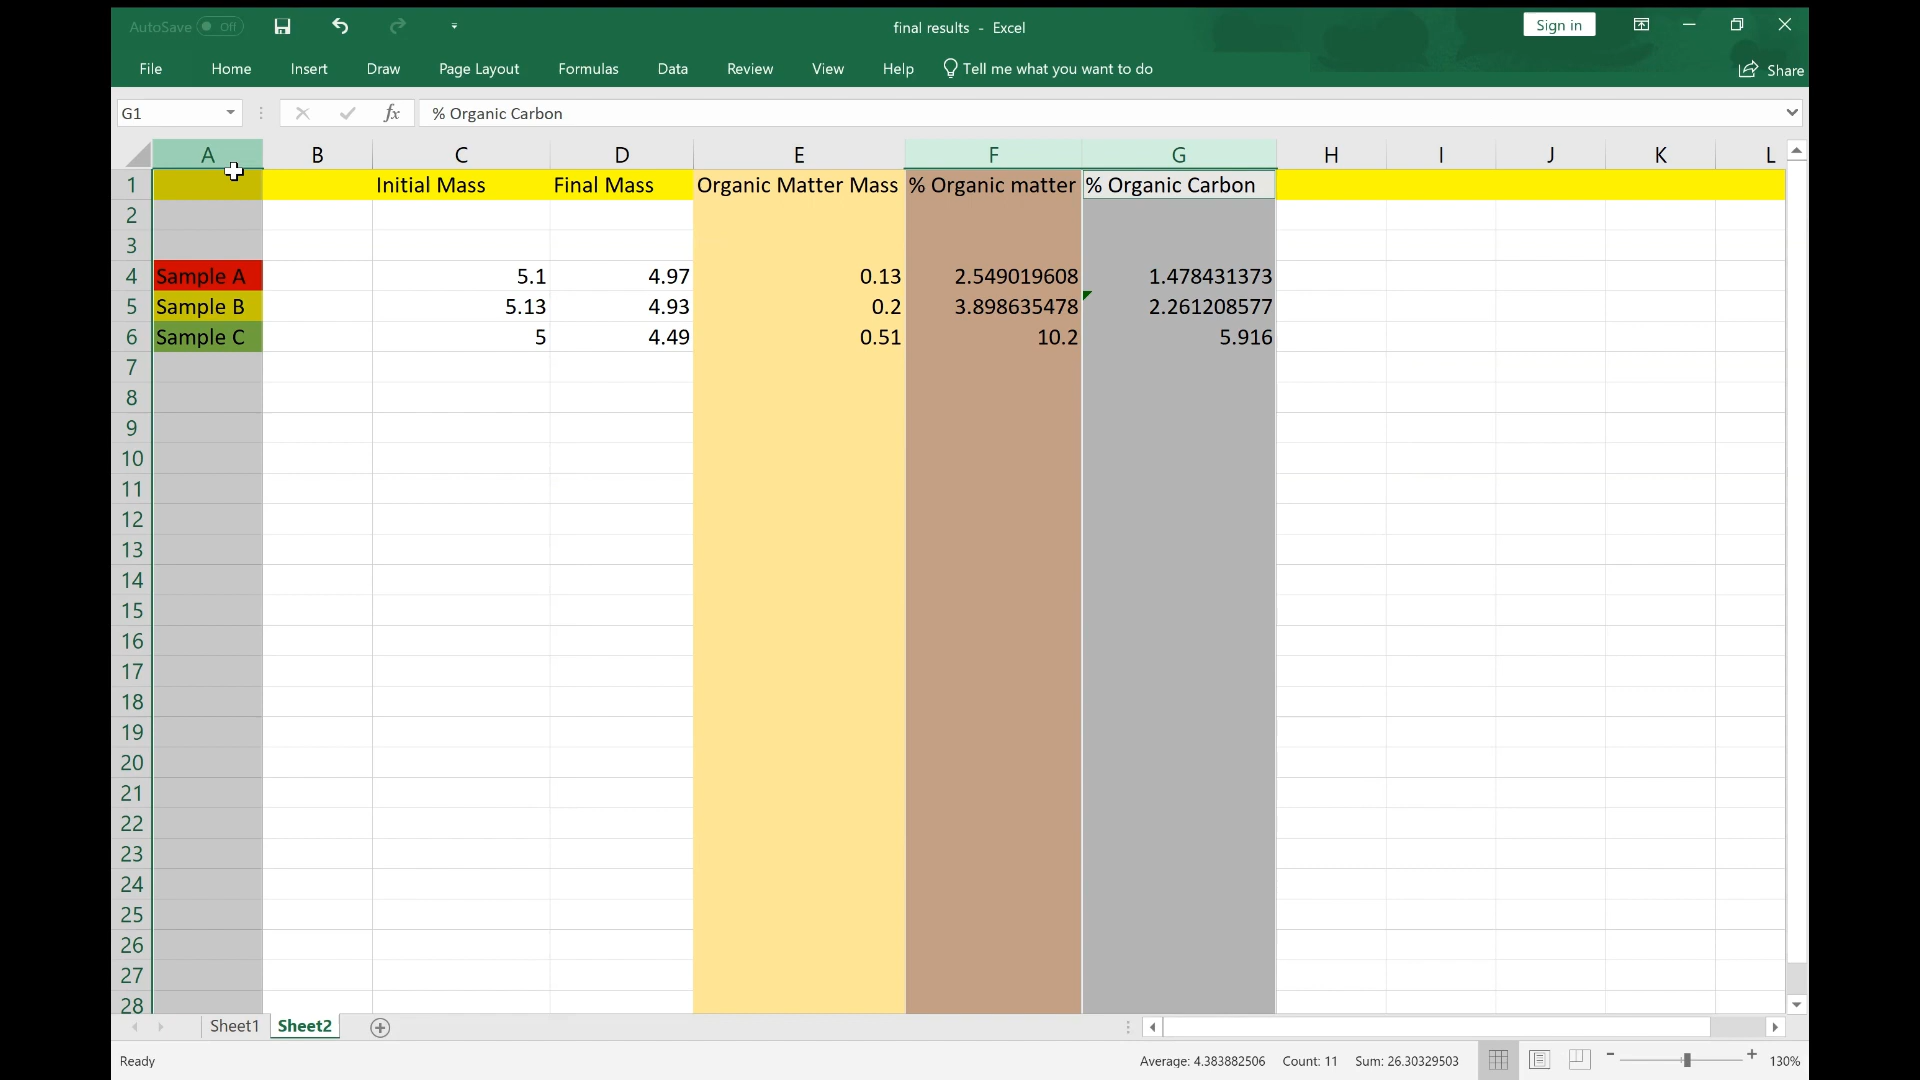 AutoSave Off final results - Excel Sign in
File Home Insert Draw Page Layout Formulas Data Review View Help Tell me what you want to do Share
G1 fx % Organic Carbon
A B C D E F G H I J K L
1 Initial Mass Final Mass Organic Matter Mass % Organic matter % Organic Carbon
2
3
4 Sample A 5.1 4.97 0.13 2.549019608 1.478431373
5 Sample B 5.13 4.93 0.2 3.898635478 2.261208577
6 Sample C 5 4.49 0.51 10.2 5.916
7
8
9
10
11
12
13
14
15
16
17
18
19
20
21
22
23
24
25
26
27
28
Sheet1 Sheet2
Ready Average: 4.383882506 Count: 11 Sum: 26.30329503 130%